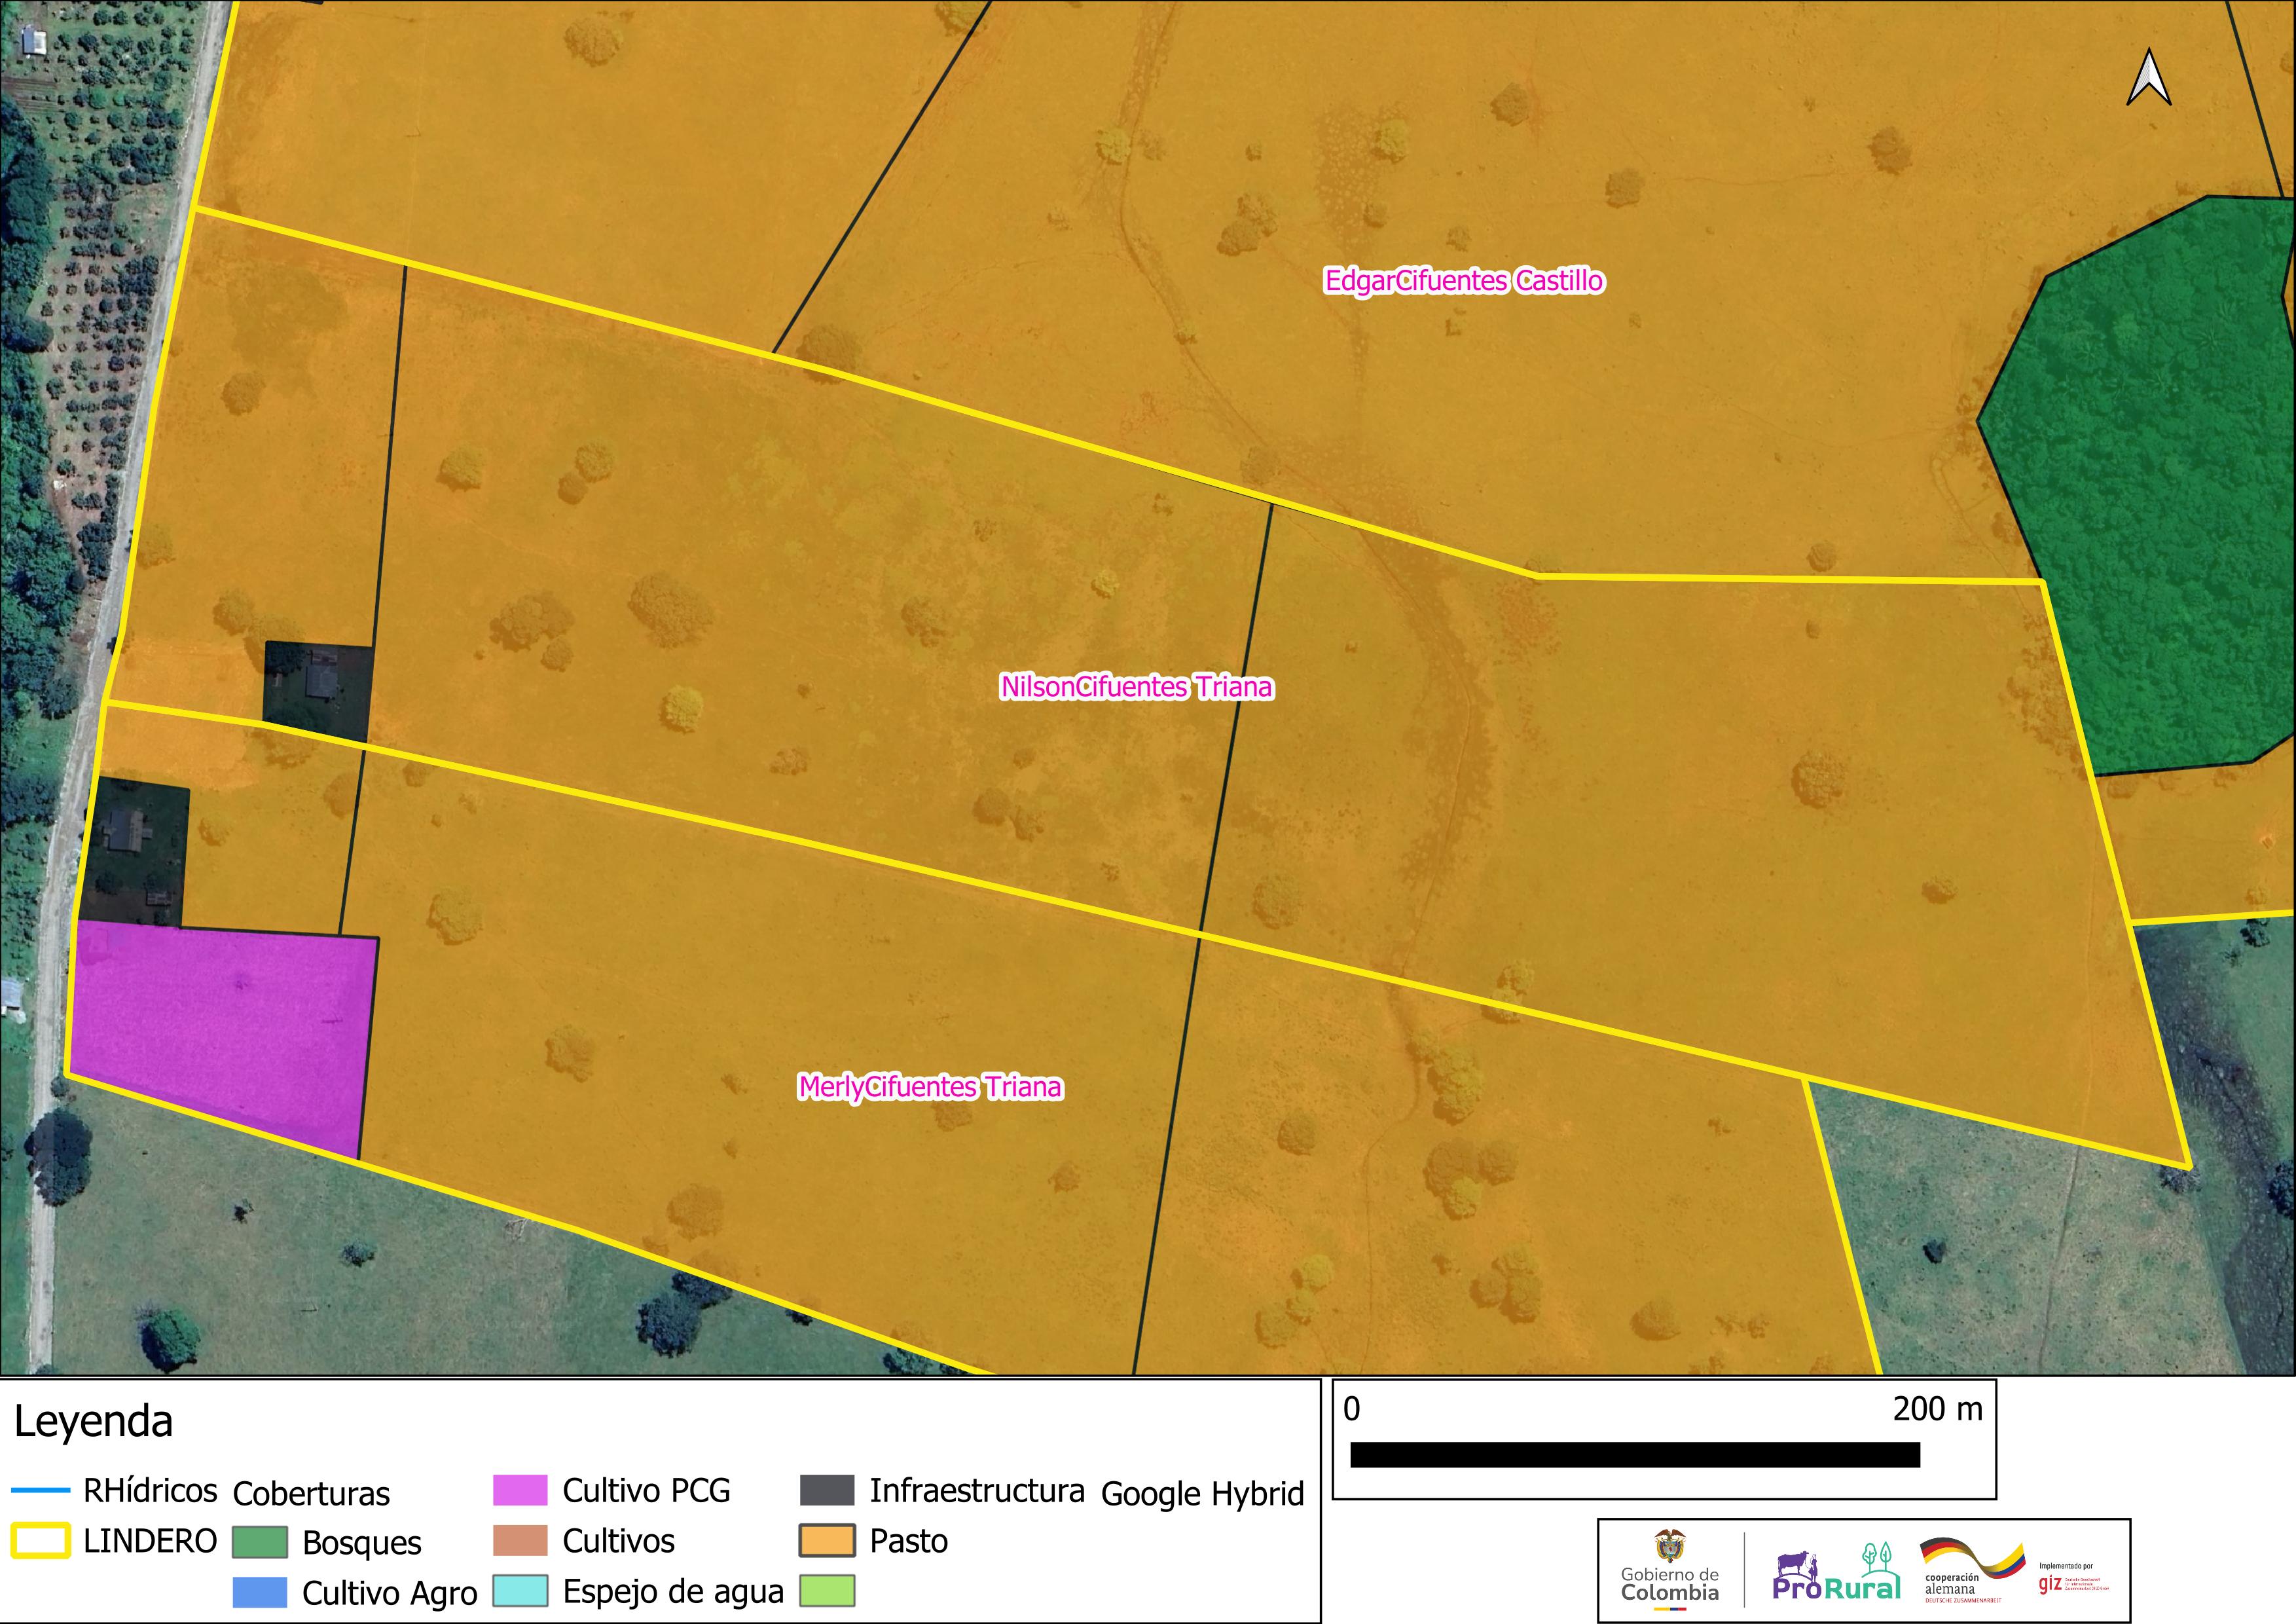 EdgarCifuentes Castillo
NilsonCifuentes Triana
MerlyCifuentes Triana
Leyenda
RHídricos
LINDERO
Coberturas
Bosques
Cultivo Agro
Cultivo PCG
Cultivos
Espejo de agua
Infraestructura
Pasto
Google Hybrid
0 200 m
Gobierno de
Colombia
ProRural
cooperación
alemana
DEUTSCHE ZUSAMMENARBEIT
Implementado por
giz